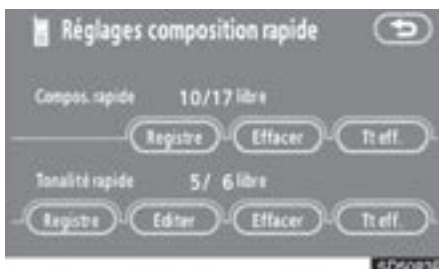 Réglages composition rapide
Compos. rapide 10/17 libre
Registre Effacer Tt eff.
Tonalité rapide 5/ 6 libre
Registre Editer Effacer Tt eff.